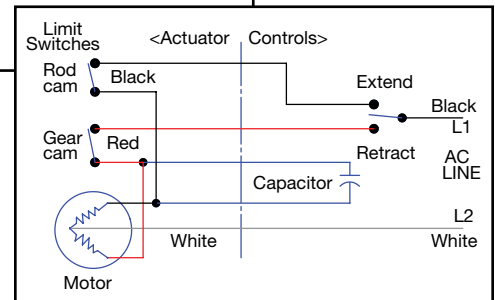 Limit
Switches
<Actuator
Controls>
Rod
cam
Black
Extend
Black
L1
Gear
cam
Red
Retract
AC
LINE
Capacitor
L2
White
White
Motor